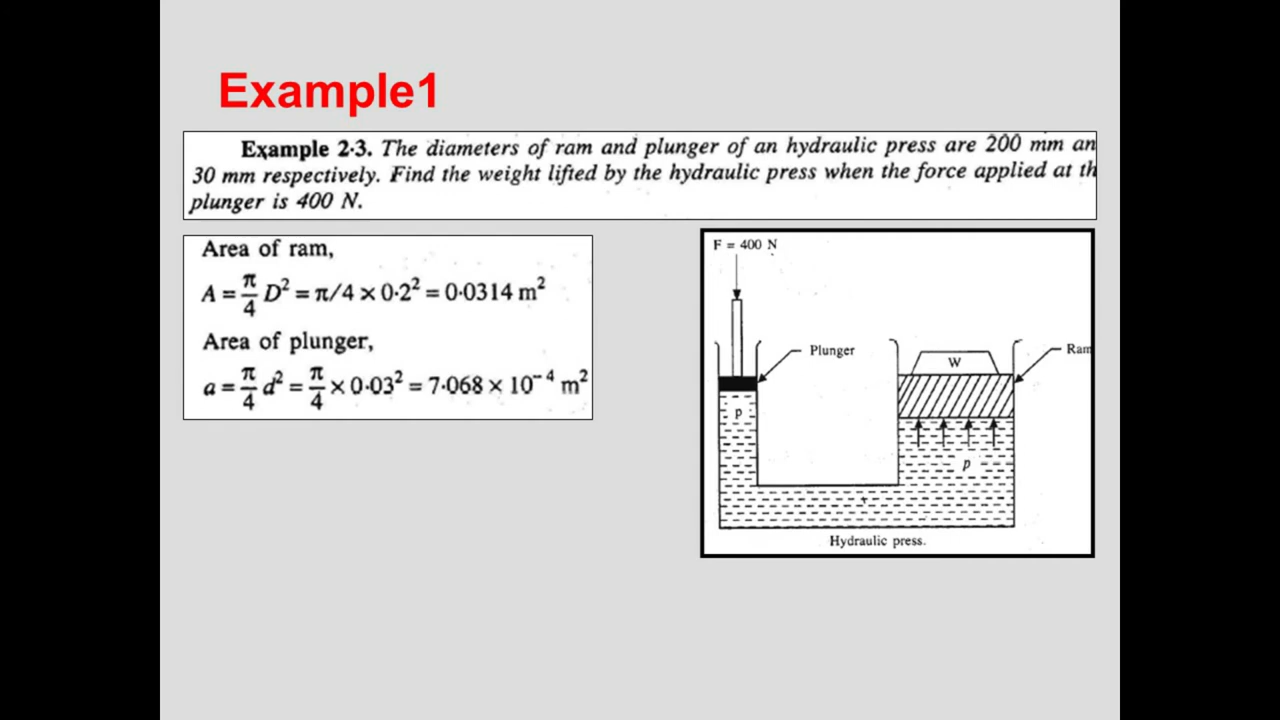 Example1
Example 2·3. The diameters of ram and plunger of an hydraulic press are 200 mm an
30 mm respectively. Find the weight lifted by the hydraulic press when the force applied at th
plunger is 400 N.
Area of ram,
A = π/4 D² = π/4 × 0·2² = 0·0314 m²
Area of plunger,
a = π/4 d² = π/4 × 0·03² = 7·068 × 10⁻⁴ m²
F = 400 N
Plunger
W
Ram
p
p
Hydraulic press.